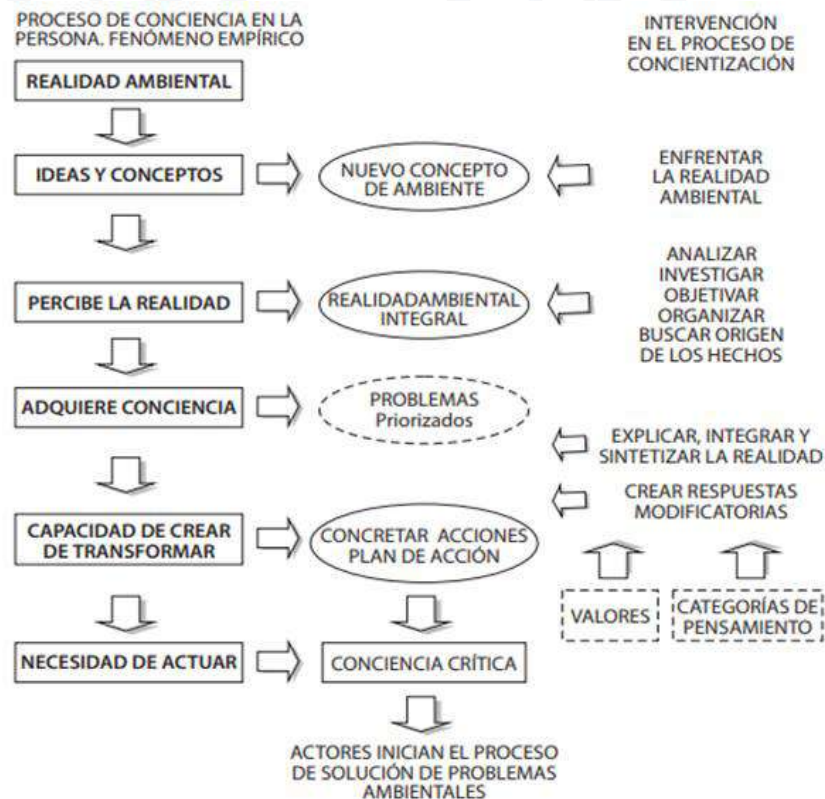 PROCESO DE CONCIENCIA EN LA
PERSONA. FENÓMENO EMPÍRICO
INTERVENCIÓN
EN EL PROCESO DE
CONCIENTIZACIÓN
REALIDAD AMBIENTAL
IDEAS Y CONCEPTOS
NUEVO CONCEPTO
DE AMBIENTE
ENFRENTAR
LA REALIDAD
AMBIENTAL
PERCIBE LA REALIDAD
REALIDADAMBIENTAL
INTEGRAL
ANALIZAR
INVESTIGAR
OBJETIVAR
ORGANIZAR
BUSCAR ORIGEN
DE LOS HECHOS
ADQUIERE CONCIENCIA
PROBLEMAS
Priorizados
EXPLICAR, INTEGRAR Y
SINTETIZAR LA REALIDAD
CREAR RESPUESTAS
MODIFICATORIAS
CAPACIDAD DE CREAR
DE TRANSFORMAR
CONCRETAR ACCIONES
PLAN DE ACCIÓN
VALORES
CATEGORÍAS DE
PENSAMIENTO
NECESIDAD DE ACTUAR
CONCIENCIA CRÍTICA
ACTORES INICIAN EL PROCESO
DE SOLUCIÓN DE PROBLEMAS
AMBIENTALES